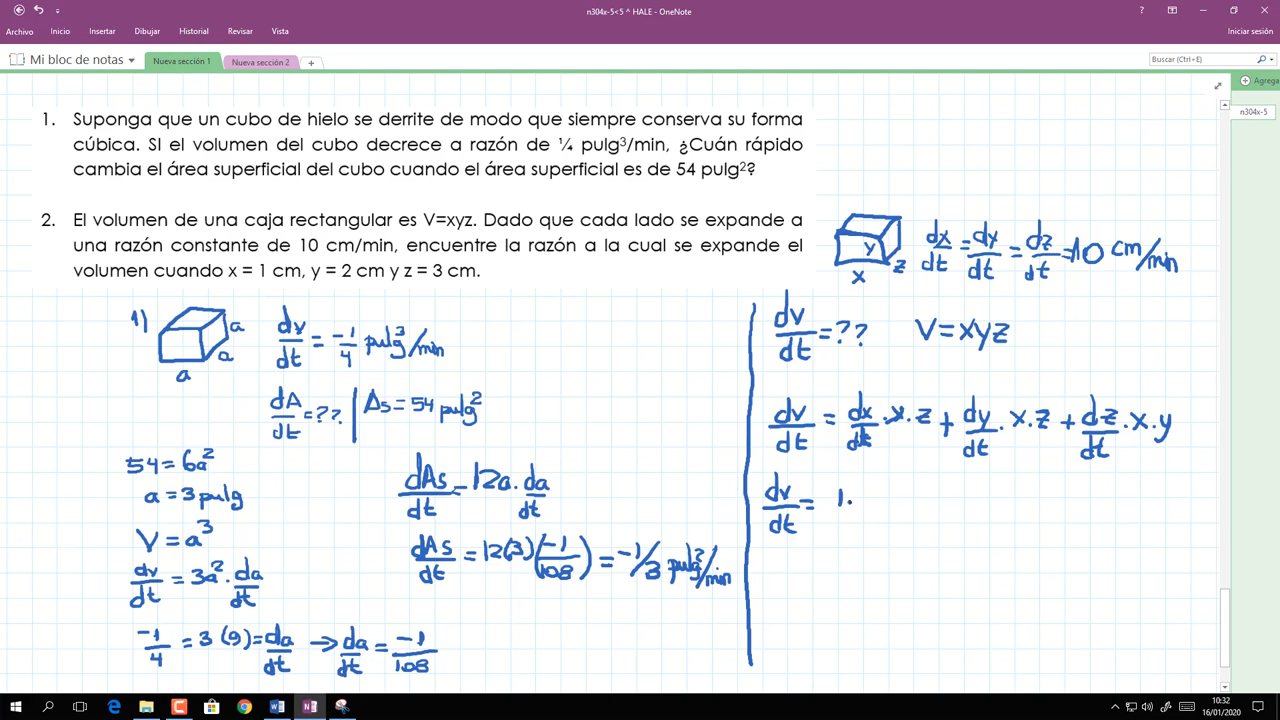 n304x-5<5 ^ HALE - OneNote
Archivo Inicio Insertar Dibujar Historial Revisar Vista Iniciar sesión
Mi bloc de notas Nueva sección 1 Nueva sección 2 + Buscar (Ctrl+E)
Agrega
n304x-5
1. Suponga que un cubo de hielo se derrite de modo que siempre conserva su forma
cúbica. SI el volumen del cubo decrece a razón de ¼ pulg³/min, ¿Cuán rápido
cambia el área superficial del cubo cuando el área superficial es de 54 pulg²?
2. El volumen de una caja rectangular es V=xyz. Dado que cada lado se expande a
una razón constante de 10 cm/min, encuentre la razón a la cual se expande el
volumen cuando x = 1 cm, y = 2 cm y z = 3 cm.
y x z dx/dt = dy/dt = dz/dt = 10 cm/min
1) a a a dv/dt = -1/4 pulg³/min
dA/dt = ?? | As = 54 pulg²
54 = 6a²
a = 3 pulg
V = a³
dv/dt = 3a² · da/dt
-1/4 = 3 (9) = da/dt → da/dt = -1/108
dAs/dt = 12a · da/dt
dAs/dt = 12(3)(-1/108) = -1/3 pulg²/min
dv/dt = ?? V = xyz
dv/dt = dx/dt · y · z + dy/dt · x · z + dz/dt · x · y
dv/dt = 1
10:32
16/01/2020